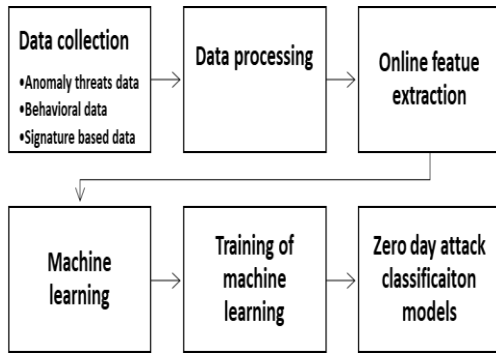 Data collection
•Anomaly threats data
•Behavioral data
•Signature based data
Data processing
Online featue
extraction
Machine
learning
Training of
machine
learning
Zero day attack
classificaiton
models